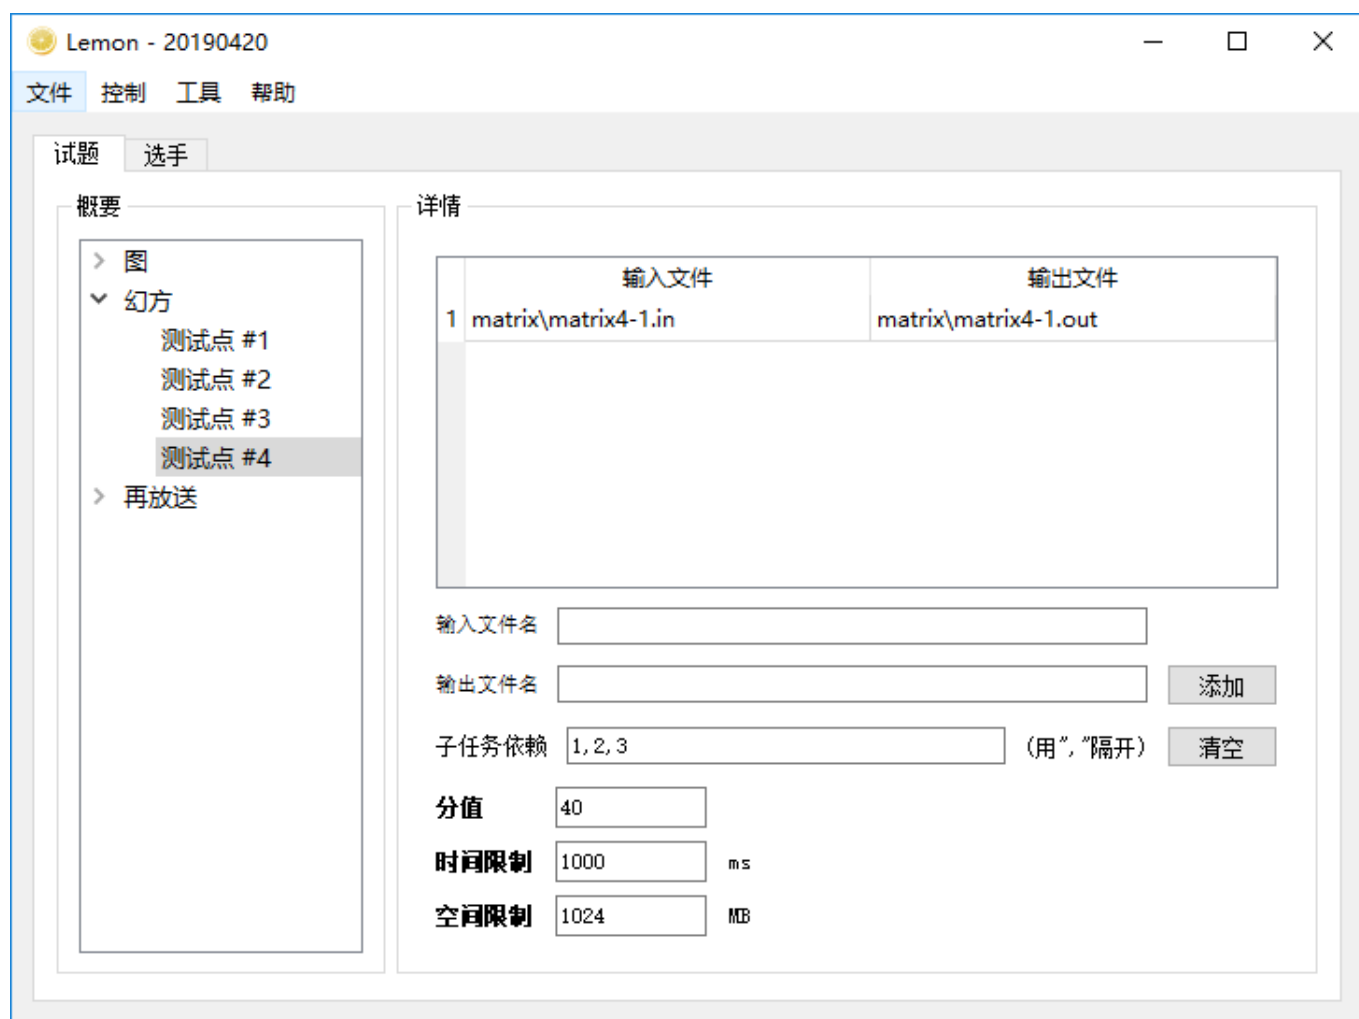 Lemon - 20190420
文件 控制 工具 帮助
试题 选手
概要
图
幻方
测试点 #1
测试点 #2
测试点 #3
测试点 #4
再放送
详情
输入文件 输出文件
1 matrix\matrix4-1.in matrix\matrix4-1.out
输入文件名
输出文件名 添加
子任务依赖 1,2,3 (用","隔开) 清空
分值 40
时间限制 1000 ms
空间限制 1024 MB